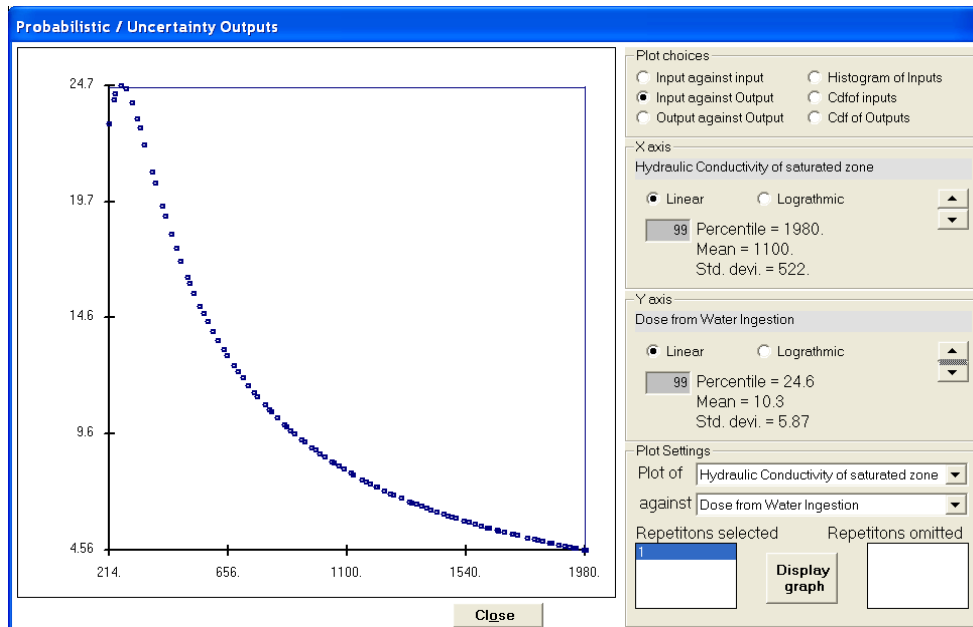 Probabilistic / Uncertainty Outputs
24.7
19.7
14.6
9.6
4.56
214.
656.
1100.
1540.
1980.
Close
Plot choices
Input against input
Histogram of Inputs
Input against Output
Cdfof inputs
Output against Output
Cdf of Outputs
X axis
Hydraulic Conductivity of saturated zone
Linear
Lograthmic
99 Percentile = 1980.
Mean = 1100.
Std. devi. = 522.
Y axis
Dose from Water Ingestion
Linear
Lograthmic
99 Percentile = 24.6
Mean = 10.3
Std. devi. = 5.87
Plot Settings
Plot of Hydraulic Conductivity of saturated zone
against Dose from Water Ingestion
Repetitons selected
Repetitons omitted
1
Display
graph